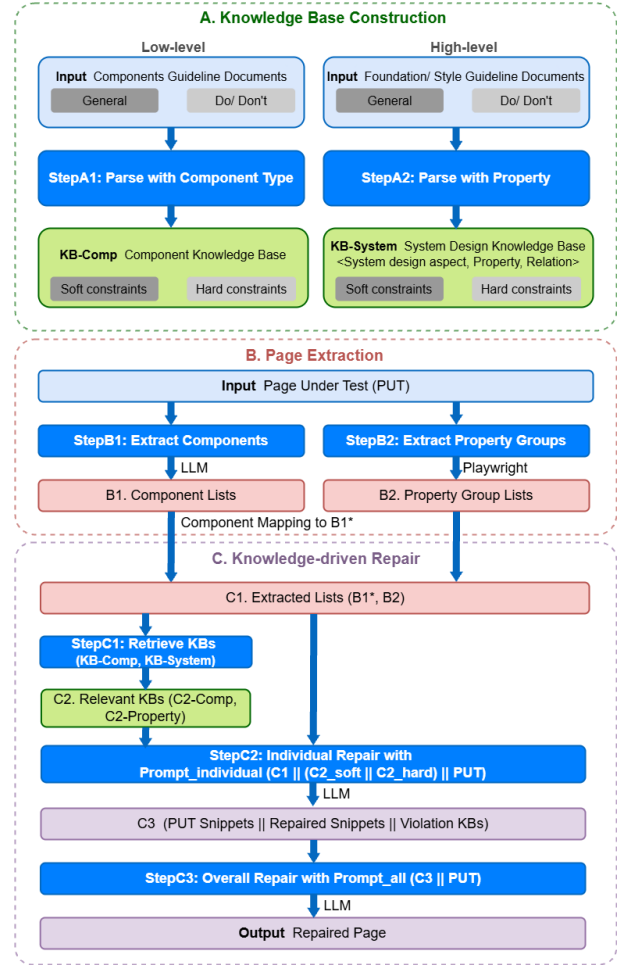 A. Knowledge Base Construction
Low-level
High-level
Input Components Guideline Documents
General
Do/ Don't
Input Foundation/ Style Guideline Documents
General
Do/ Don't
StepA1: Parse with Component Type
StepA2: Parse with Property
KB-Comp Component Knowledge Base
Soft constraints
Hard constraints
KB-System System Design Knowledge Base
<System design aspect, Property, Relation>
Soft constraints
Hard constraints
B. Page Extraction
Input Page Under Test (PUT)
StepB1: Extract Components
StepB2: Extract Property Groups
LLM
Playwright
B1. Component Lists
B2. Property Group Lists
Component Mapping to B1*
C. Knowledge-driven Repair
C1. Extracted Lists (B1*, B2)
StepC1: Retrieve KBs
(KB-Comp, KB-System)
C2. Relevant KBs (C2-Comp,
C2-Property)
StepC2: Individual Repair with
Prompt_individual (C1 || (C2_soft || C2_hard) || PUT)
LLM
C3 (PUT Snippets || Repaired Snippets || Violation KBs)
StepC3: Overall Repair with Prompt_all (C3 || PUT)
LLM
Output Repaired Page